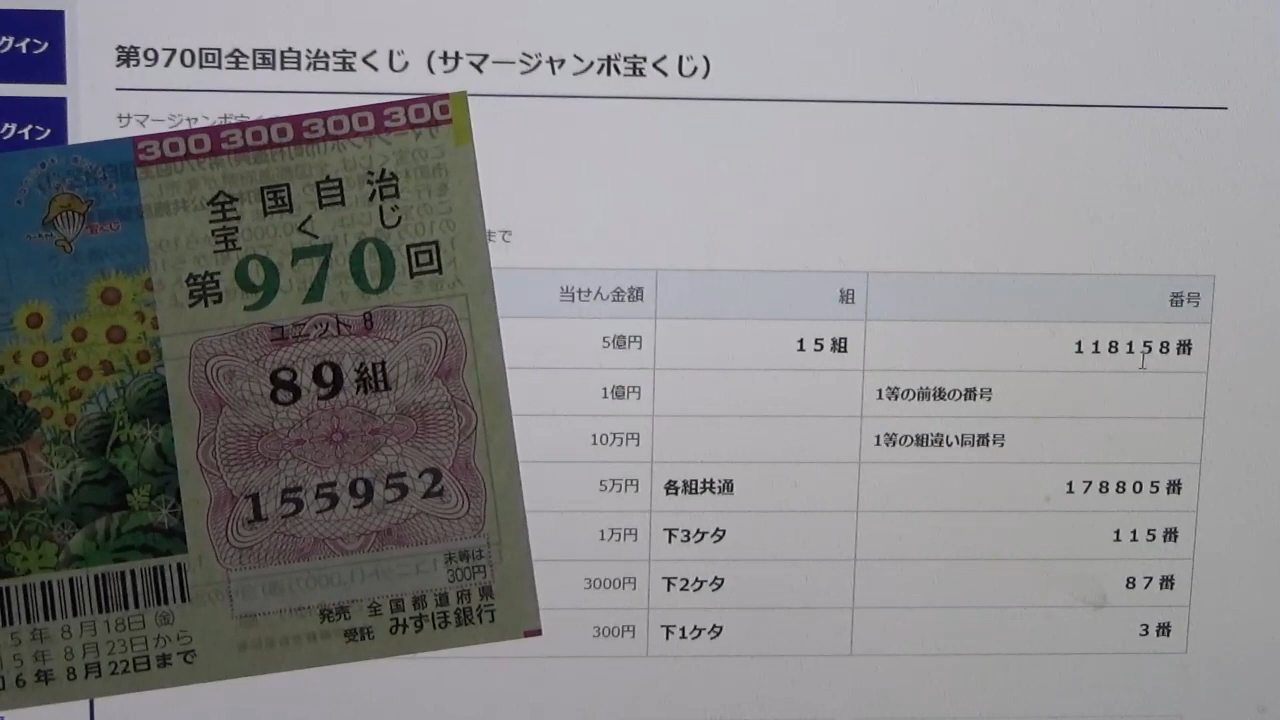 グイン
グイン
第970回全国自治宝くじ（サマージャンボ宝くじ）
サマージャンボ宝く
まで
当せん金額 組 番号
5億円 15組 118158番
1億円 1等の前後の番号
10万円 1等の組違い同番号
5万円 各組共通 178805番
1万円 下3ケタ 115番
3000円 下2ケタ 87番
300円 下1ケタ 3番
300 300 300 300
全国自治
宝くじ
第970回
ユニット 8
89組
155952
末等は
300円
発売 全国都道府県
受託 みずほ銀行
5年8月18日㊎
5年8月23日から
6年8月22日まで